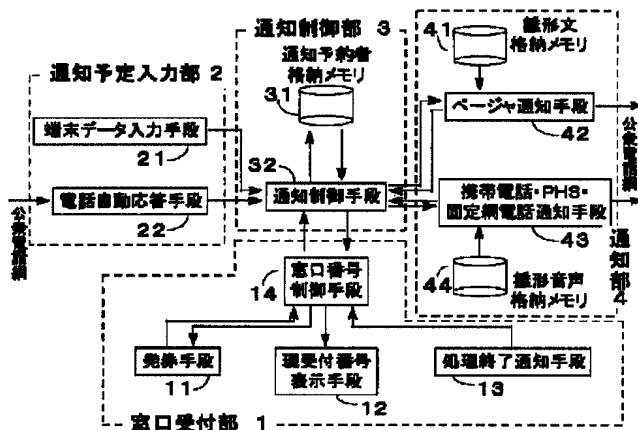 通知制御部 3
通知予約者
格納メモリ
31
41
雛形文
格納メモリ
通知予定入力部 2
端末データ入力手段
21
ページャ通知手段
42
公衆電話網
32
通知制御手段
電話自動応答手段
22
公衆電話網
携帯電話・PHS・
固定網電話通知手段
43
通知部
4
44
雛形音声
格納メモリ
窓口番号
制御手段
14
発券手段
11
現受付番号
表示手段
12
処理終了通知手段
13
窓口受付部 1